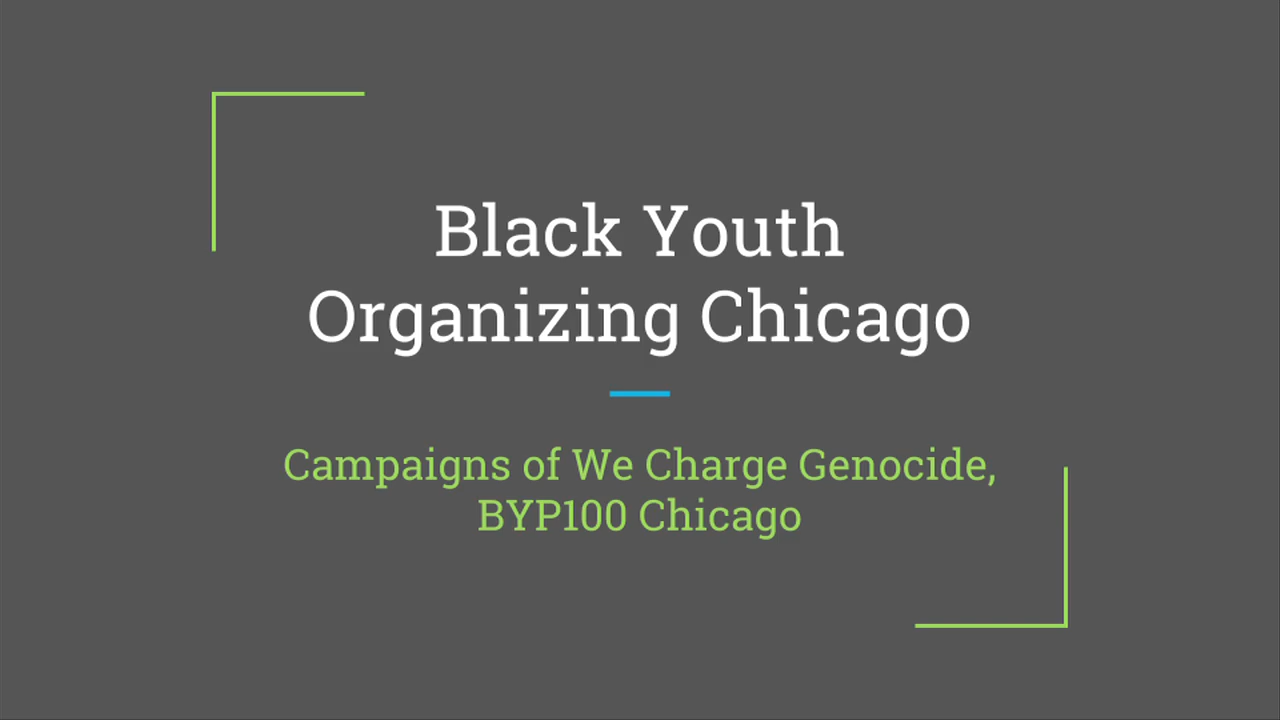 Black Youth
Organizing Chicago
Campaigns of We Charge Genocide,
BYP100 Chicago